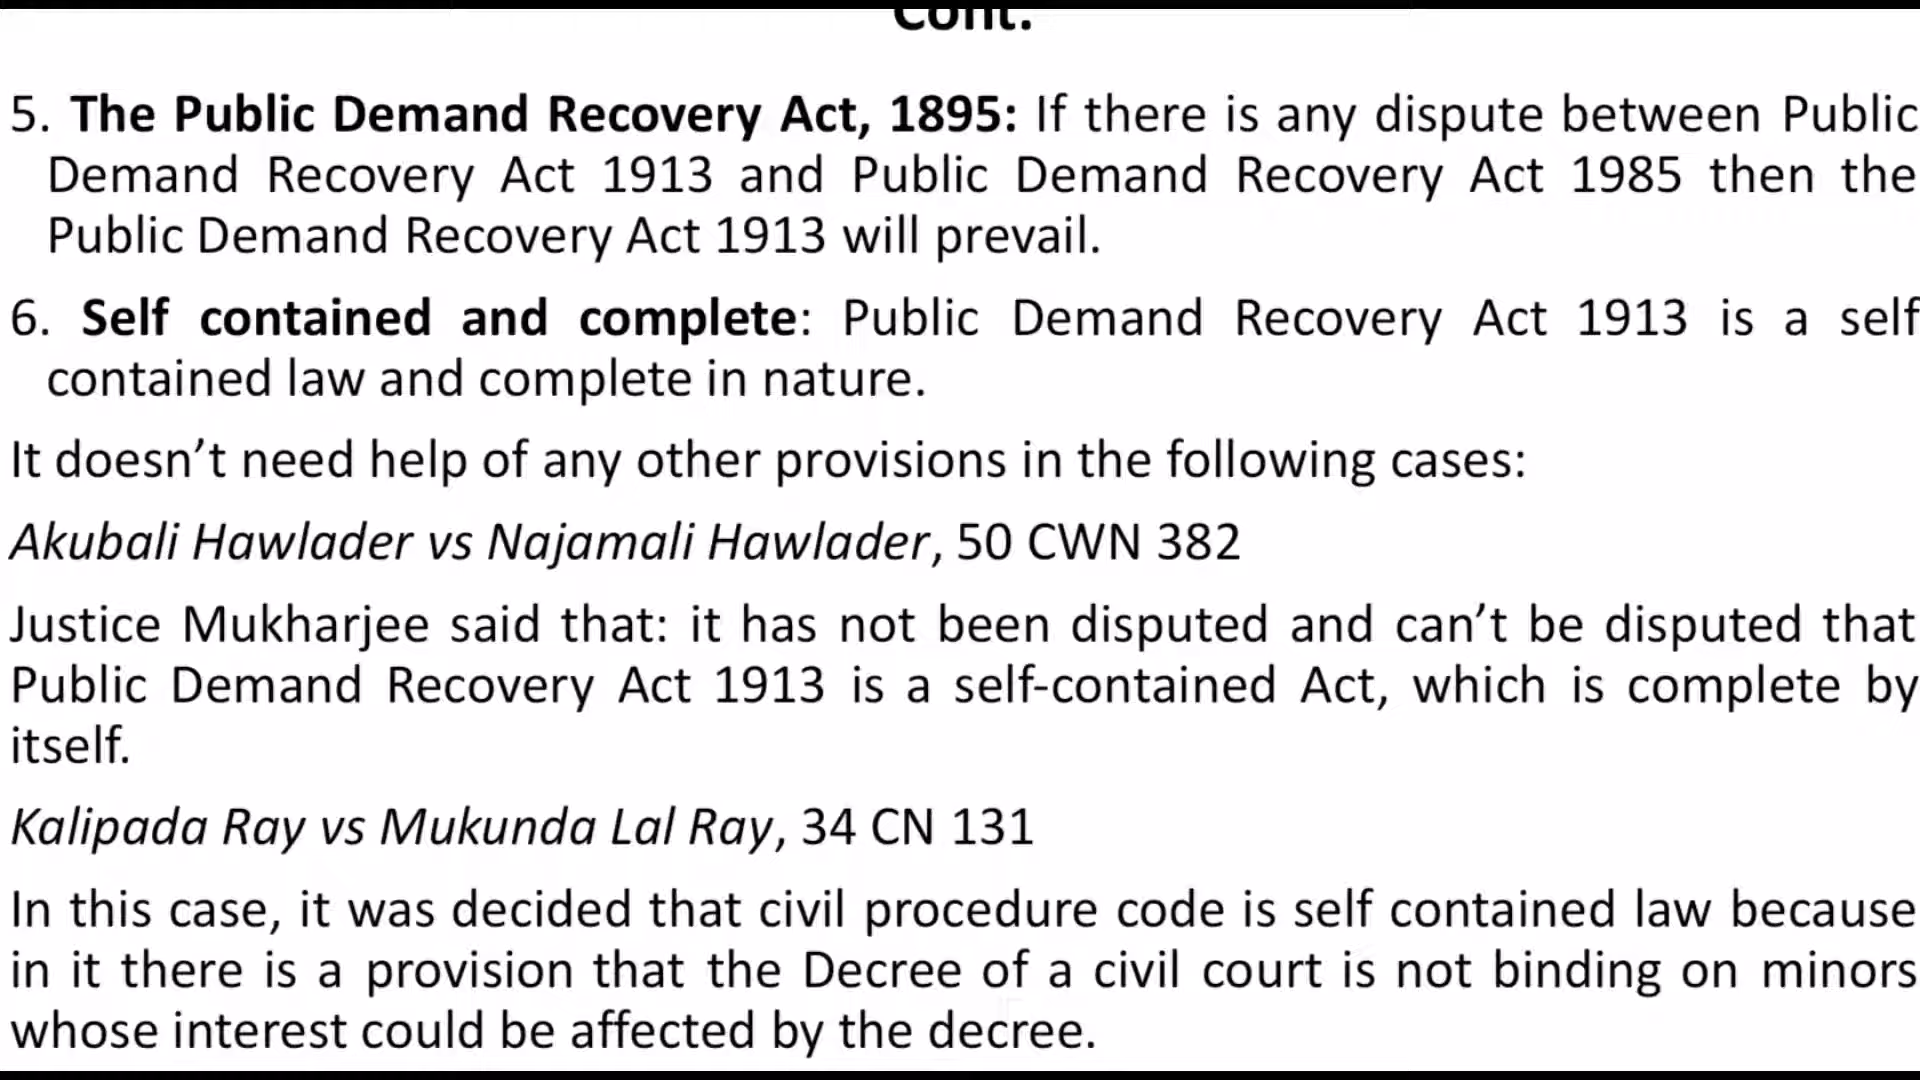 Cont.
5. The Public Demand Recovery Act, 1895: If there is any dispute between Public
Demand Recovery Act 1913 and Public Demand Recovery Act 1985 then the
Public Demand Recovery Act 1913 will prevail.
6. Self contained and complete: Public Demand Recovery Act 1913 is a self
contained law and complete in nature.
It doesn’t need help of any other provisions in the following cases:
Akubali Hawlader vs Najamali Hawlader, 50 CWN 382
Justice Mukharjee said that: it has not been disputed and can’t be disputed that
Public Demand Recovery Act 1913 is a self-contained Act, which is complete by
itself.
Kalipada Ray vs Mukunda Lal Ray, 34 CN 131
In this case, it was decided that civil procedure code is self contained law because
in it there is a provision that the Decree of a civil court is not binding on minors
whose interest could be affected by the decree.